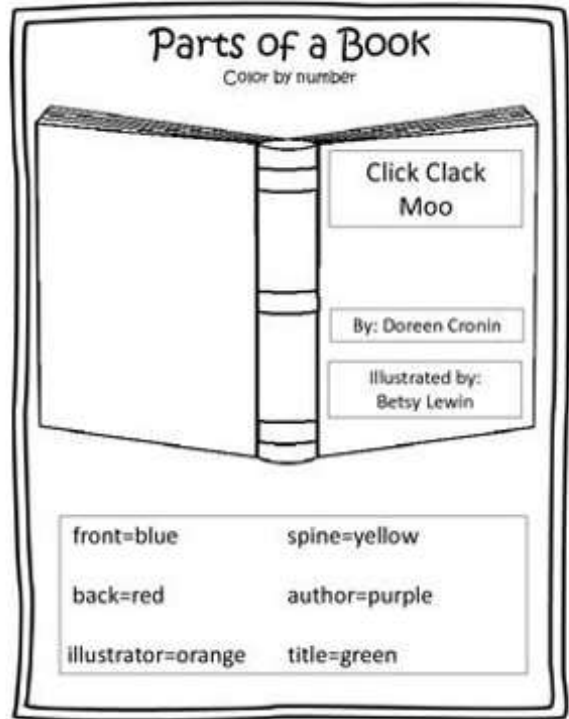 Parts of a Book
Color by number
Click Clack
Moo
By: Doreen Cronin
Illustrated by:
Betsy Lewin
front=blue spine=yellow
back=red author=purple
illustrator=orange title=green